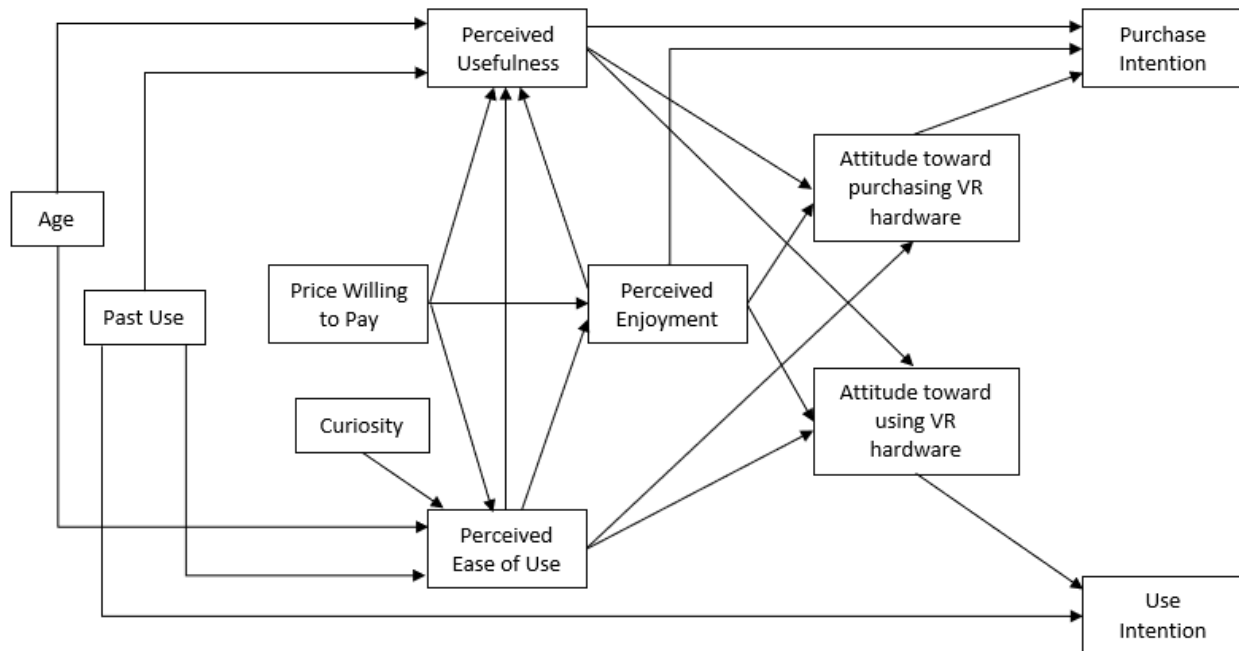 Perceived
Usefulness
Purchase
Intention
Attitude toward
purchasing VR
hardware
Age
Price Willing
to Pay
Perceived
Enjoyment
Past Use
Attitude toward
using VR
hardware
Curiosity
Perceived
Ease of Use
Use
Intention